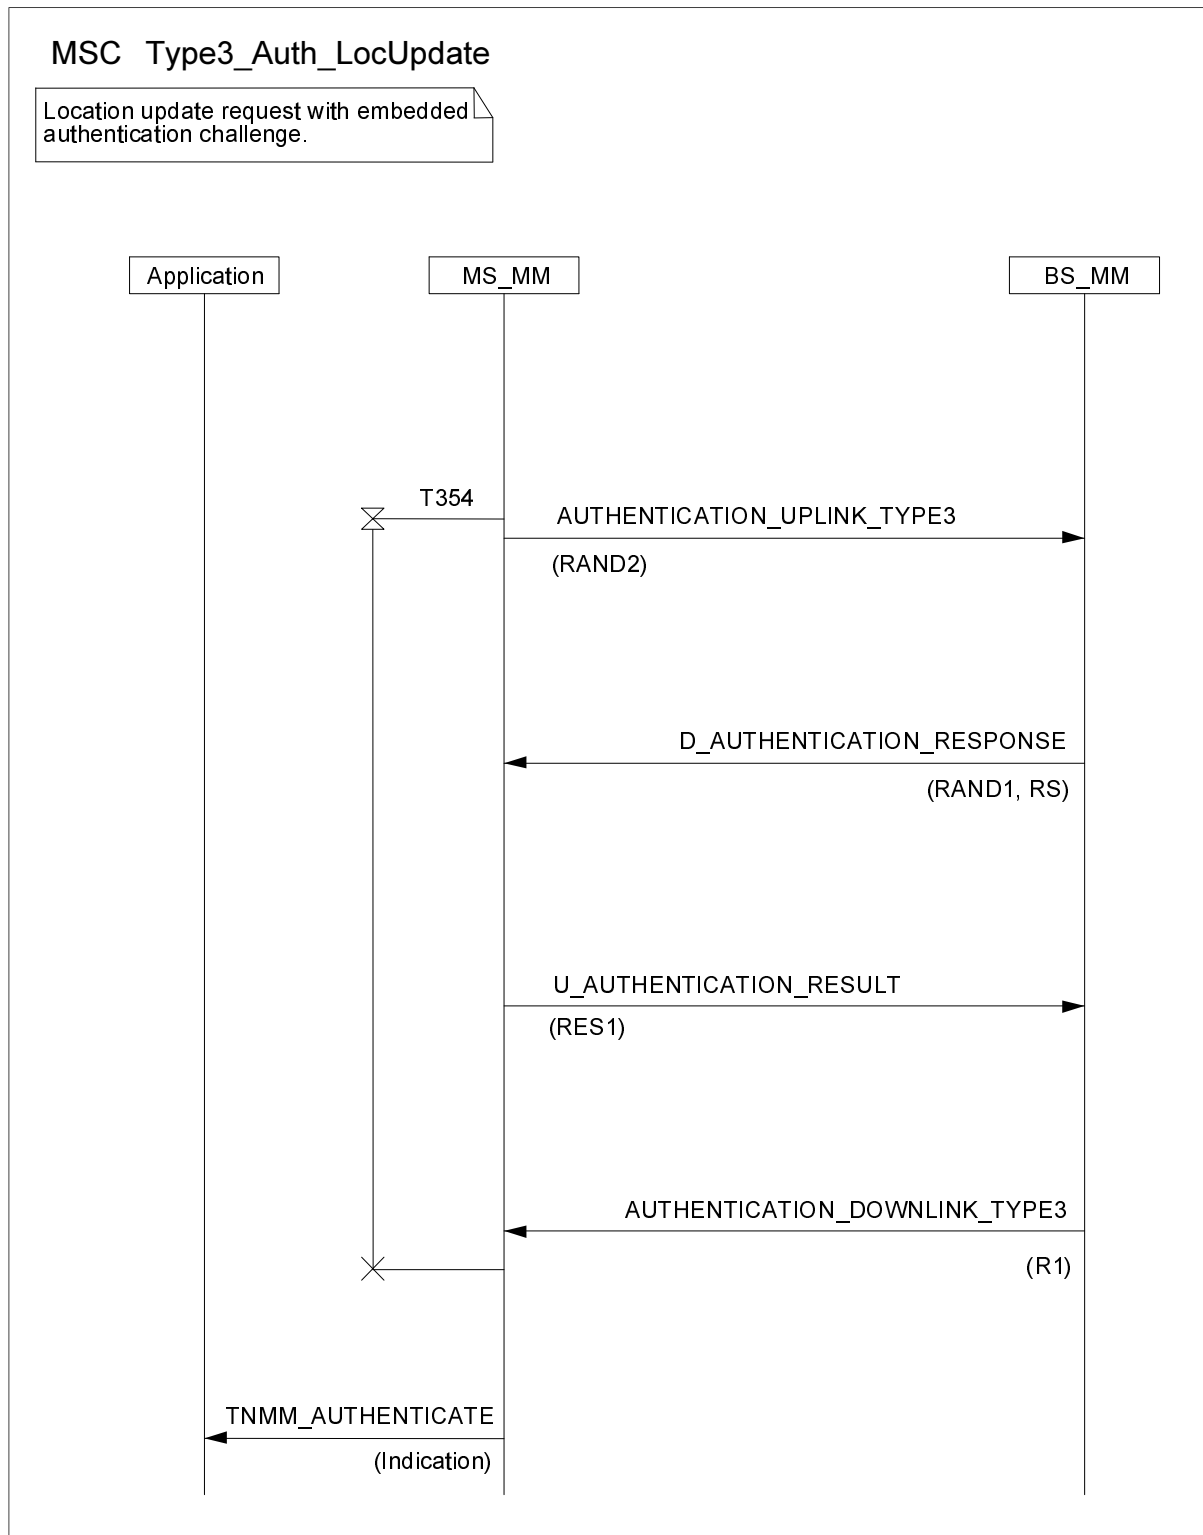 MSC Type3_Auth_LocUpdate
Location update request with embedded
authentication challenge.
Application
MS_MM
BS_MM
T354
AUTHENTICATION_UPLINK_TYPE3
(RAND2)
D_AUTHENTICATION_RESPONSE
(RAND1, RS)
U_AUTHENTICATION_RESULT
(RES1)
AUTHENTICATION_DOWNLINK_TYPE3
(R1)
TNMM_AUTHENTICATE
(Indication)